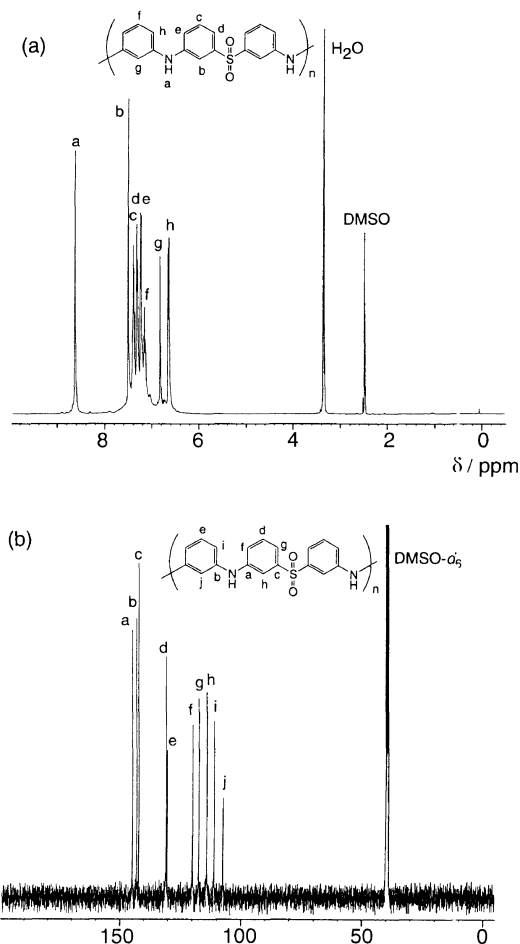 (a)
f
h
g
N
H
a
e
c
d
b
S
O
O
N
H
n
H2O
b
a
d e
c
g
h
f
DMSO
8
6
4
2
0
δ / ppm
(b)
e
i
j
b
N
H
f
d
g
a
c
h
S
O
O
N
H
n
DMSO-d6
c
b
a
d
e
f
g
h
i
j
150
100
50
0